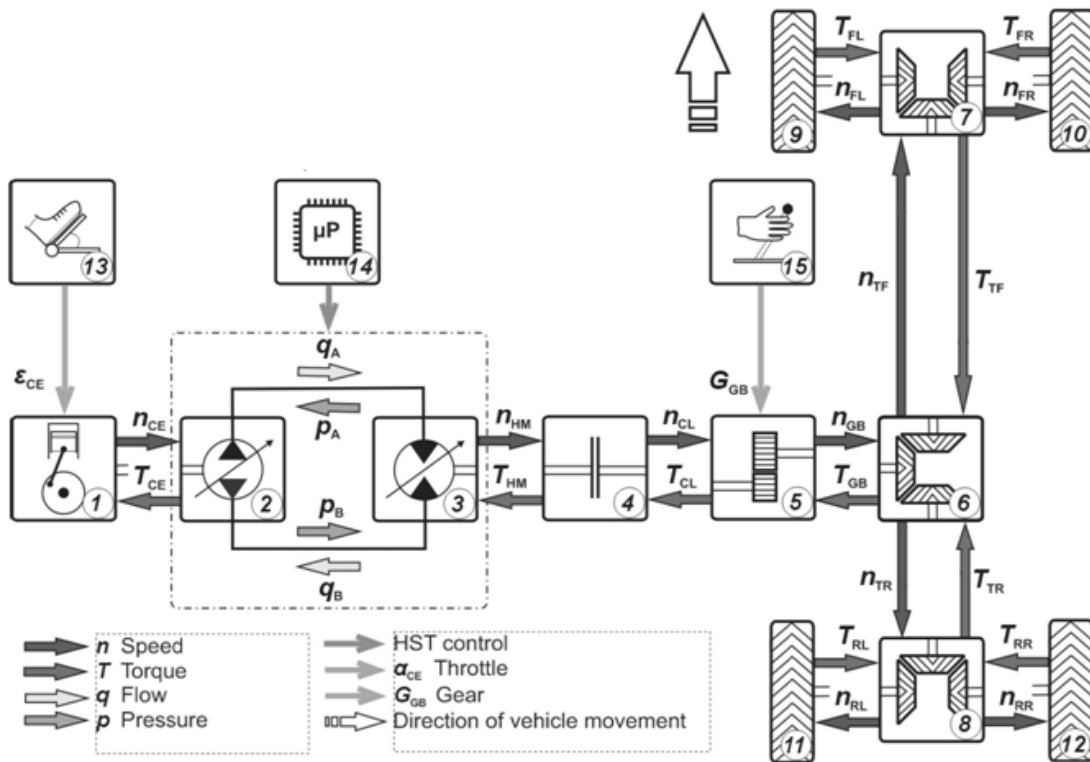 T_FL
T_FR
n_FL
n_FR
7
9
10
13
µP
14
15
n_TF
T_TF
ε_CE
q_A
G_GB
n_CE
p_A
n_HM
n_CL
n_GB
T_CE
T_HM
T_CL
T_GB
1
2
3
4
5
6
p_B
q_B
n_TR
T_TR
n Speed
T Torque
q Flow
p Pressure
HST control
α_CE Throttle
G_GB Gear
Direction of vehicle movement
T_RL
T_RR
n_RL
n_RR
8
11
12